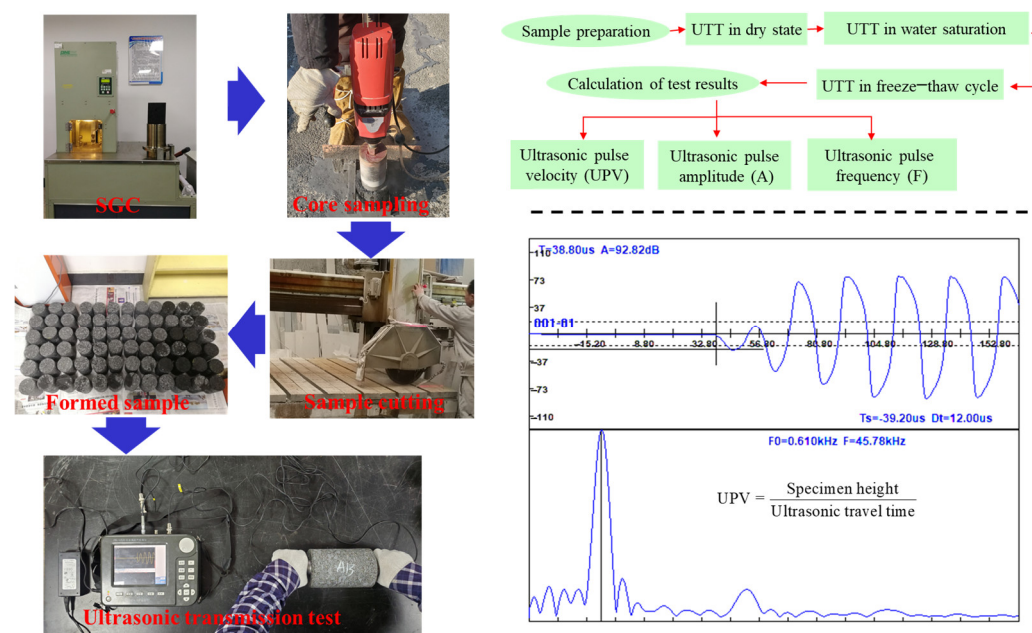 SGC
Core sampling
Formed sample
Sample cutting
Ultrasonic transmission test
Sample preparation
UTT in dry state
UTT in water saturation
Calculation of test results
UTT in freeze−thaw cycle
Ultrasonic pulse
velocity (UPV)
Ultrasonic pulse
amplitude (A)
Ultrasonic pulse
frequency (F)
T=38.80us A=92.82dB
110
73
37
-15.20 8.80 32.80 56.80 80.80 104.80 128.80 152.80
-37
-73
-110
Ts=-39.20us Dt=12.00us
F0=0.610kHz F=45.78kHz
UPV = Specimen height
Ultrasonic travel time
A15